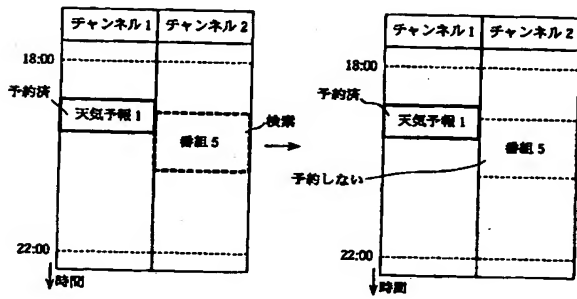 チャンネル1 チャンネル2
18:00
予約済
天気予報1
検索
番組5
22:00
時間
チャンネル1 チャンネル2
18:00
予約済
天気予報1
番組5
予約しない
22:00
時間